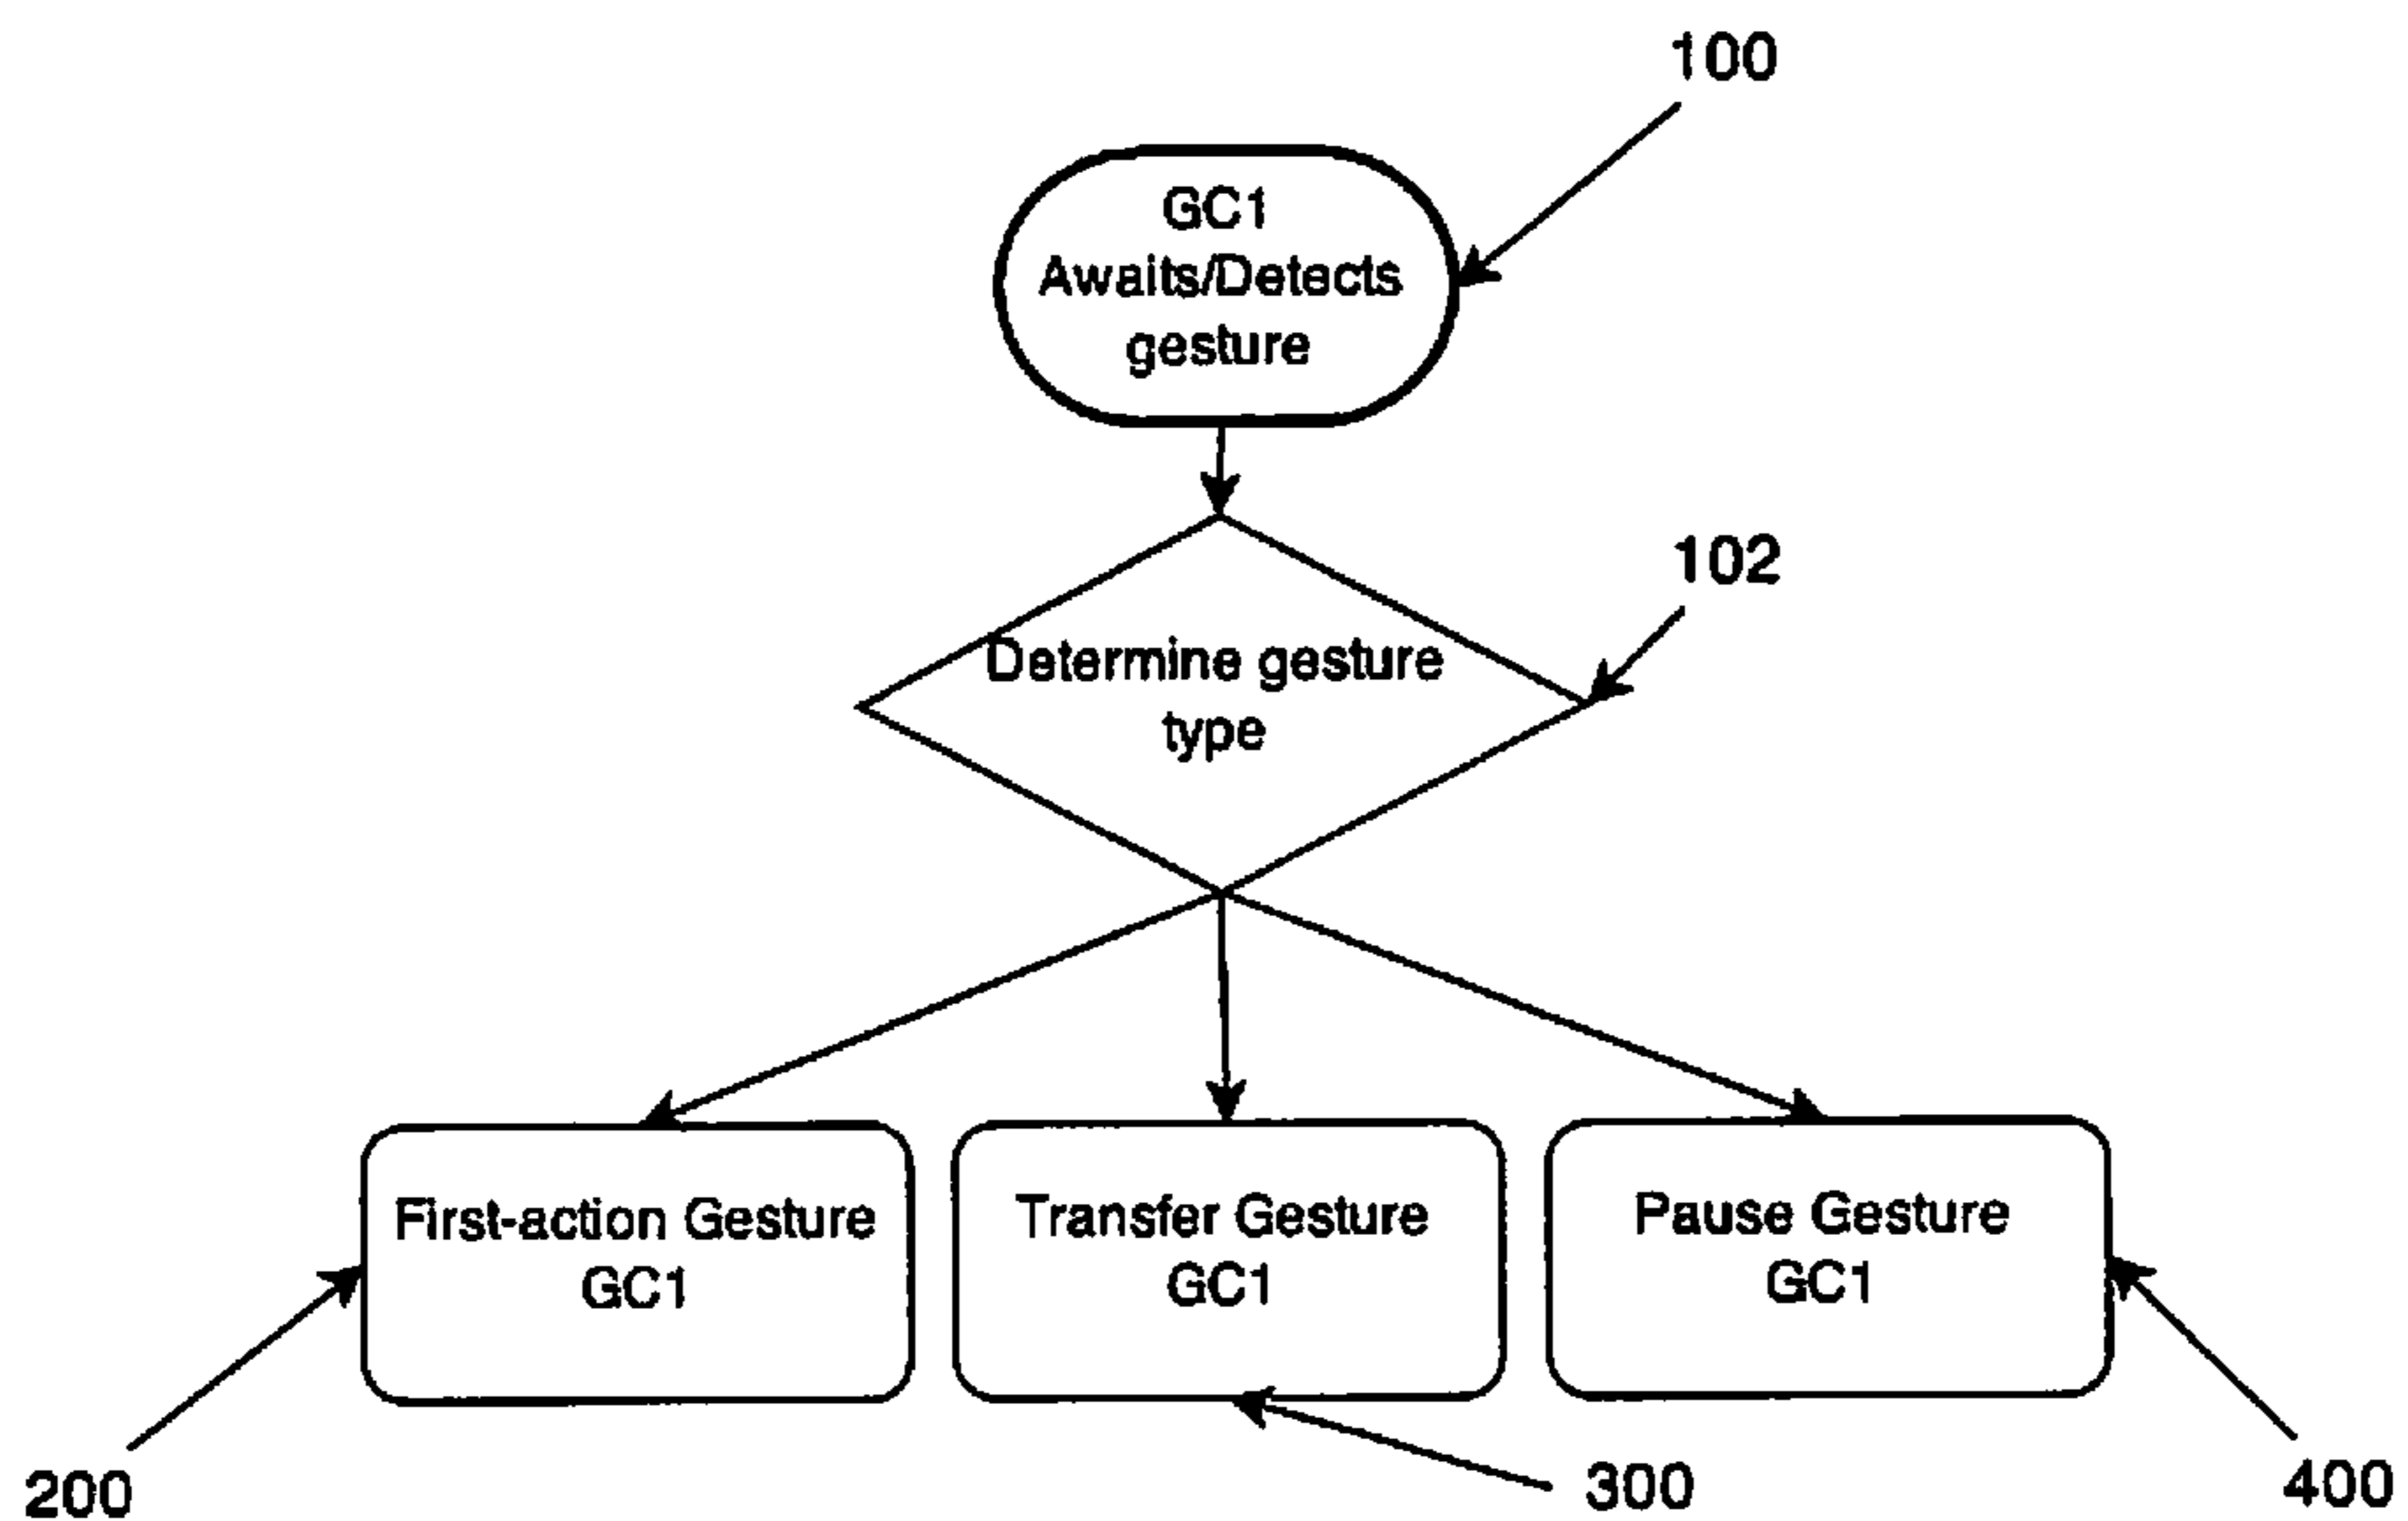 100
GC1
Awaits/Detects
gesture
102
Determine gesture
type
First-action Gesture
GC1
Transfer Gesture
GC1
Pause Gesture
GC1
200
300
400